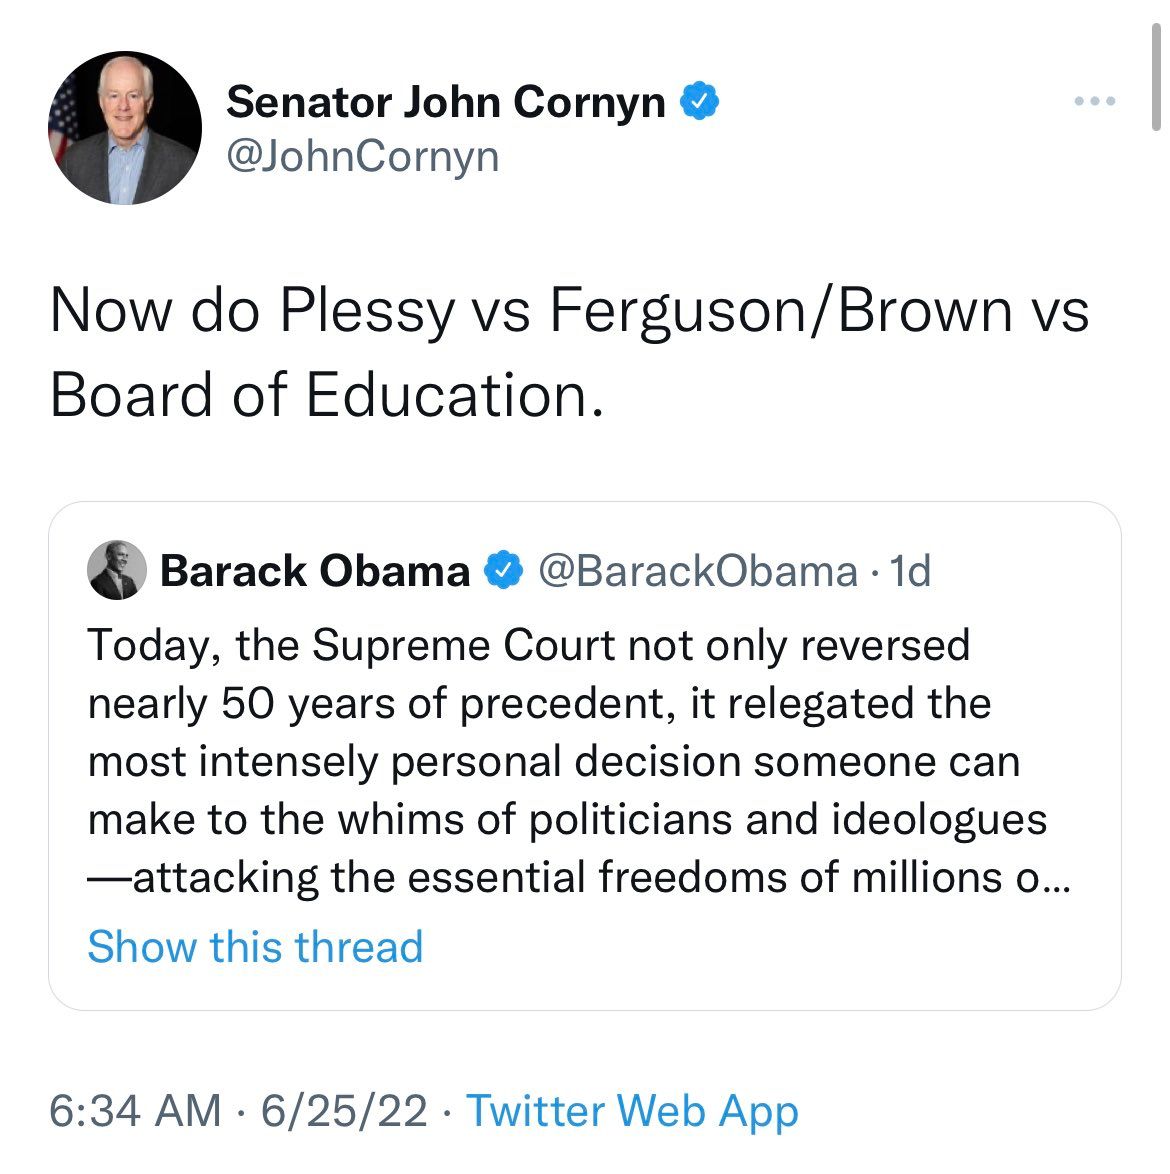 Senator John Cornyn
@JohnCornyn
Now do Plessy vs Ferguson/Brown vs
Board of Education.
Barack Obama @BarackObama · 1d
Today, the Supreme Court not only reversed
nearly 50 years of precedent, it relegated the
most intensely personal decision someone can
make to the whims of politicians and ideologues
—attacking the essential freedoms of millions o...
Show this thread
6:34 AM · 6/25/22 · Twitter Web App